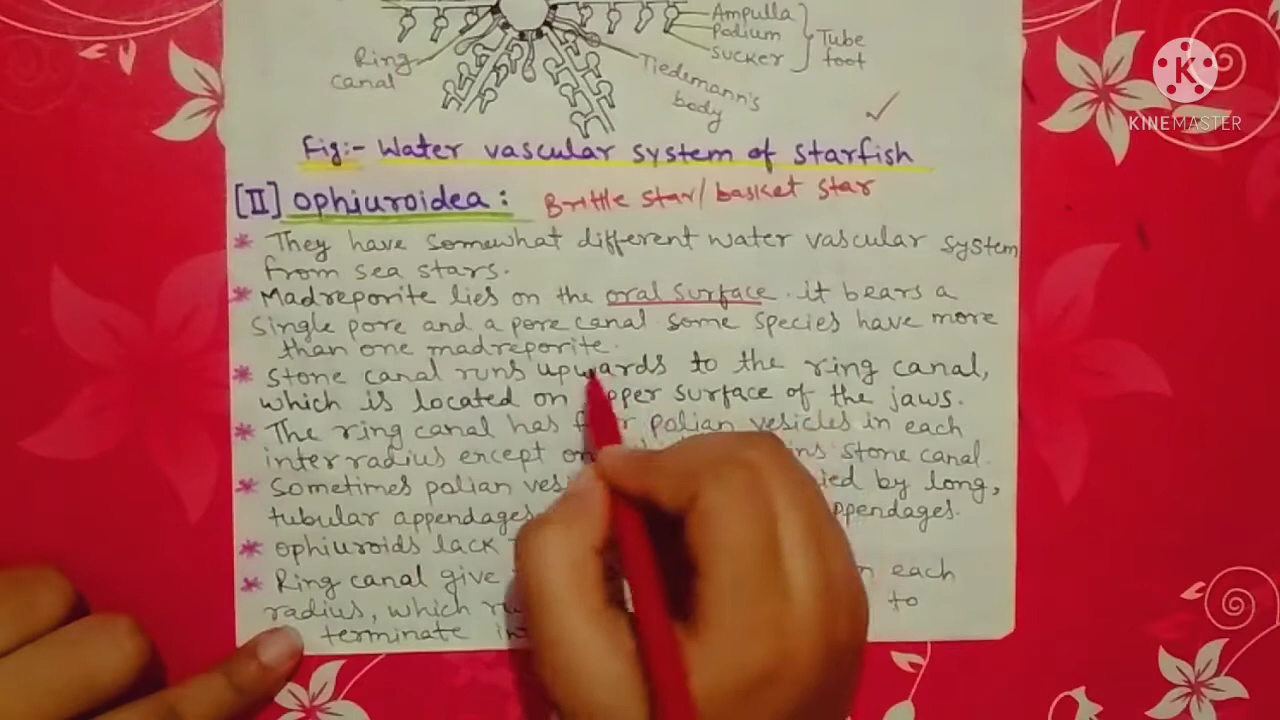 Ampulla
Podium
Sucker
Tube
foot
Ring
canal
Tiedemann's
body
K
KINEMASTER
Fig:- Water vascular system of starfish
[II] Ophiuroidea: Brittle star/basket star
* They have somewhat different water vascular system
from sea stars.
* Madreporite lies on the oral surface. it bears a
single pore and a pore canal some species have more
than one madreporite.
* Stone canal runs upwards to the ring canal,
which is located on upper surface of the jaws.
* The ring canal has four polian vesicles in each
interradius except stone canal.
* Sometimes polian by long,
tubular appendages appendages.
* Ophiuroids lack
* Ring canal give each
radius, which to
terminate